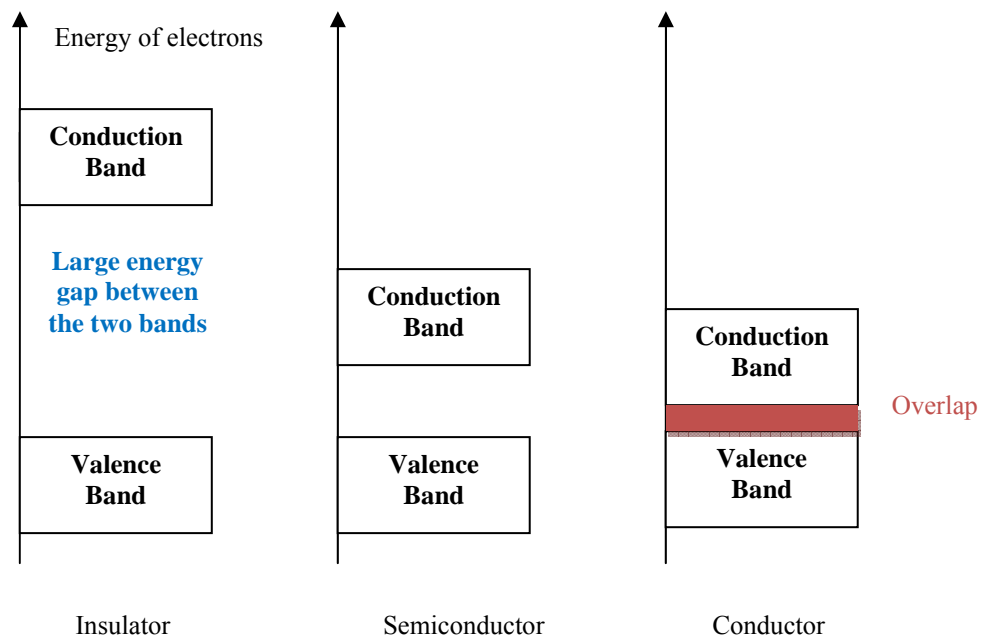 Energy of electrons
Conduction
Band
Large energy
gap between
the two bands
Valence
Band
Insulator
Conduction
Band
Valence
Band
Semiconductor
Conduction
Band
Overlap
Valence
Band
Conductor